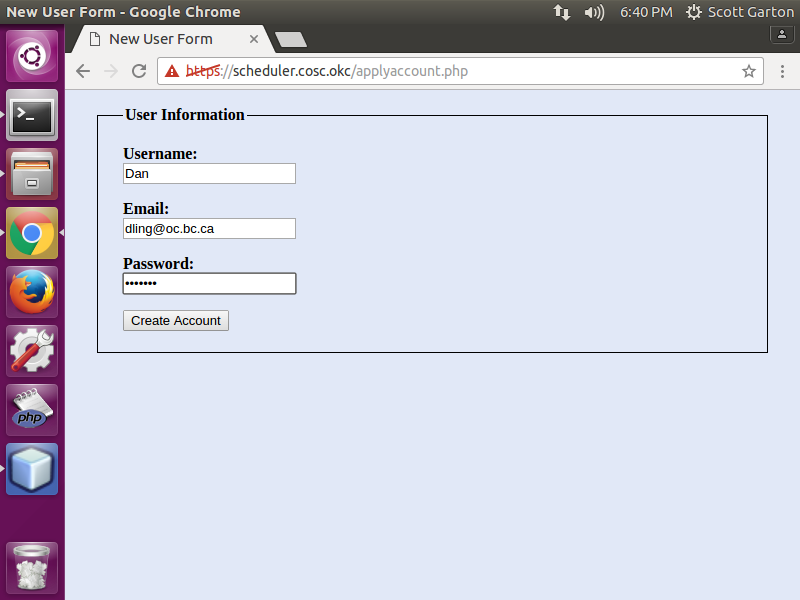 New User Form - Google Chrome
6:40 PM
Scott Garton
New User Form
https://scheduler.cosc.okc/applyaccount.php
User Information
Username:
Dan
Email:
dling@oc.bc.ca
Password:
•••••••
Create Account
php